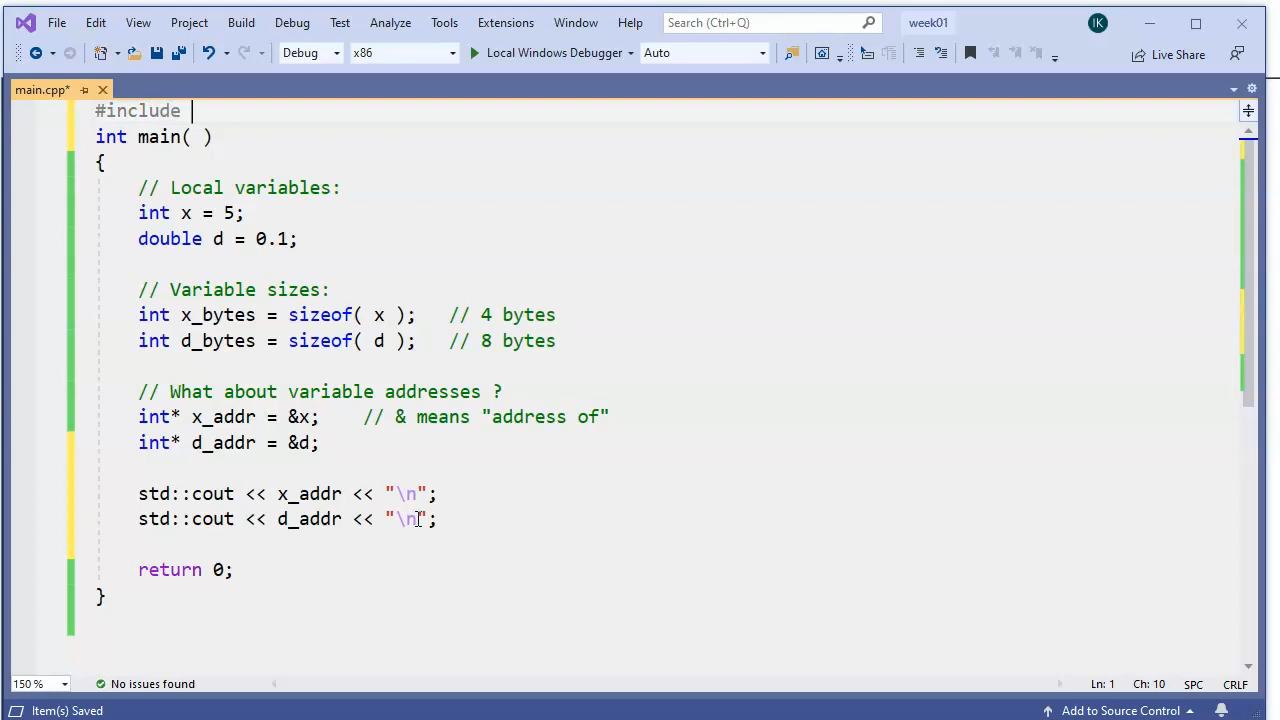 File Edit View Project Build Debug Test Analyze Tools Extensions Window Help Search (Ctrl+Q) week01 IK
Debug x86 Local Windows Debugger Auto Live Share
main.cpp*
#include
int main( )
{
// Local variables:
int x = 5;
double d = 0.1;
// Variable sizes:
int x_bytes = sizeof( x ); // 4 bytes
int d_bytes = sizeof( d ); // 8 bytes
// What about variable addresses ?
int* x_addr = &x; // & means "address of"
int* d_addr = &d;
std::cout << x_addr << "\n";
std::cout << d_addr << "\n";
return 0;
}
150 % No issues found Ln: 1 Ch: 10 SPC CRLF
Item(s) Saved Add to Source Control